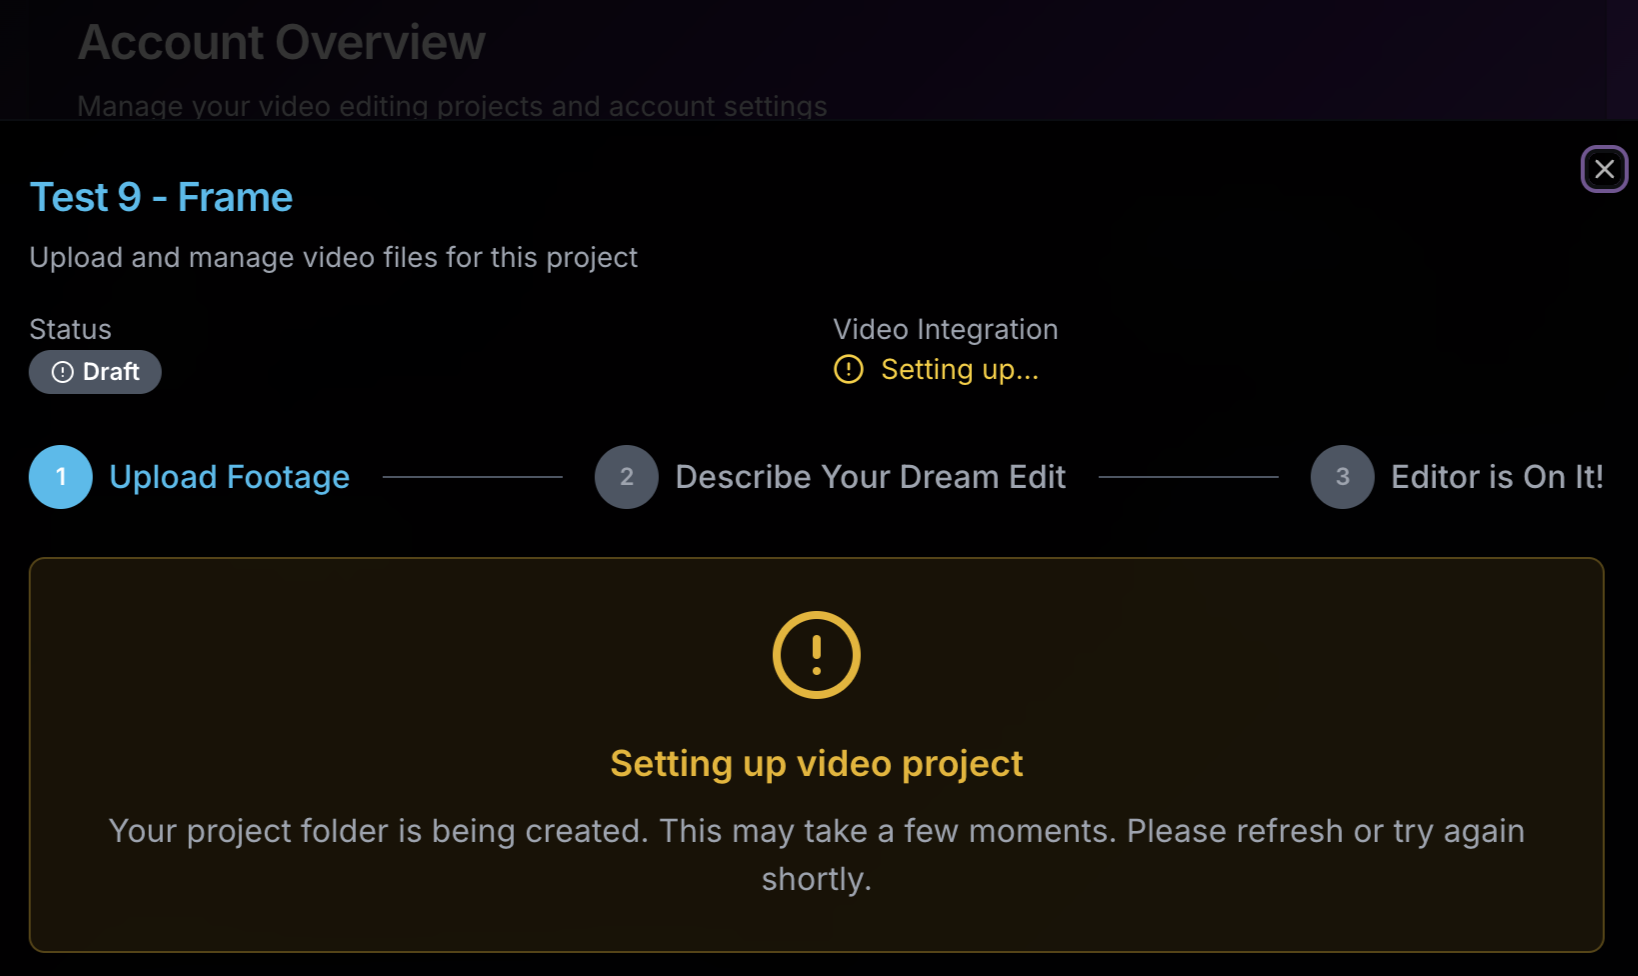 Account Overview
Manage your video editing projects and account settings
Test 9 - Frame
Upload and manage video files for this project
Status
Draft
Video Integration
Setting up...
1 Upload Footage
2 Describe Your Dream Edit
3 Editor is On It!
Setting up video project
Your project folder is being created. This may take a few moments. Please refresh or try again
shortly.